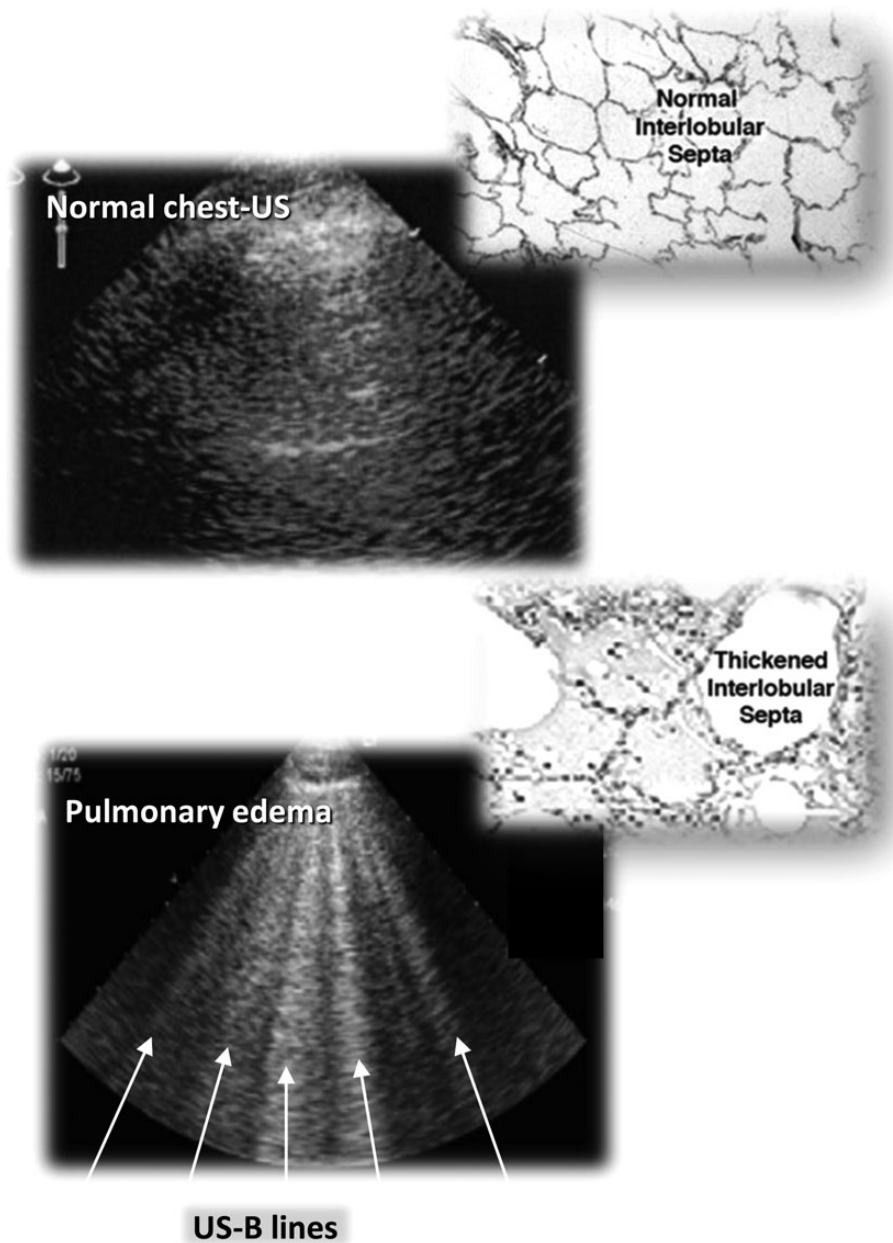 Normal
Interlobular
Septa
Normal chest-US
Thickened
Interlobular
Septa
1/20
15/75
Pulmonary edema
US-B lines